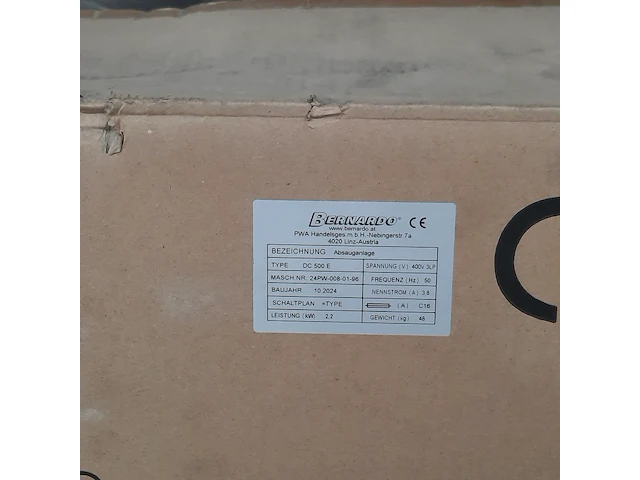 BERNARDO® CE
www.bernardo.at
PWA Handelsges.m.b.H.-Nebingerstr.7a
4020 Linz-Austria
BEZEICHNUNG Absauganlage
TYPE DC 500 E SPANNUNG (V) 400v 3LP
MASCH.NR. 24PW-008-01-96 FREQUENZ (Hz) 50
BAUJAHR 10.2024 NENNSTROM (A) 3,8
SCHALTPLAN =TYPE (A) C16
LEISTUNG (kW) 2,2 GEWICHT (kg) 48